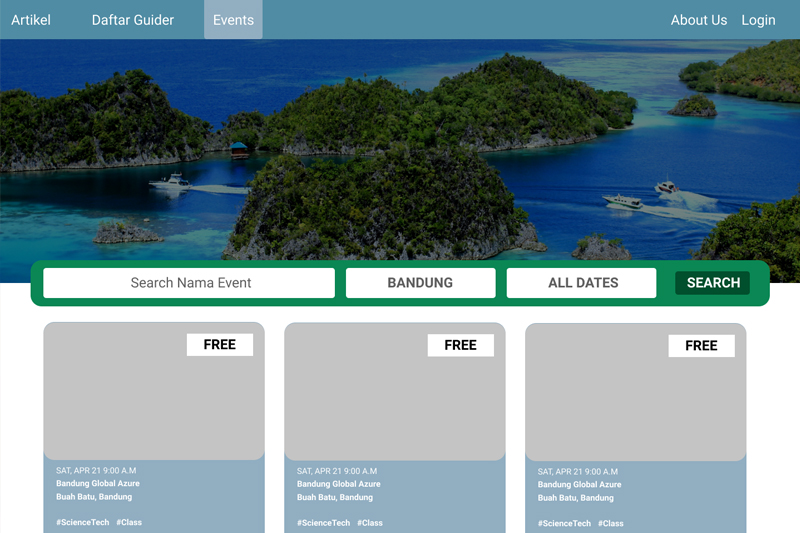 Artikel Daftar Guider Events About Us Login
Search Nama Event BANDUNG ALL DATES SEARCH
FREE FREE FREE
SAT, APR 21 9:00 A.M SAT, APR 21 9:00 A.M SAT, APR 21 9:00 A.M
Bandung Global Azure Bandung Global Azure Bandung Global Azure
Buah Batu, Bandung Buah Batu, Bandung Buah Batu, Bandung
#ScienceTech #Class #ScienceTech #Class #ScienceTech #Class